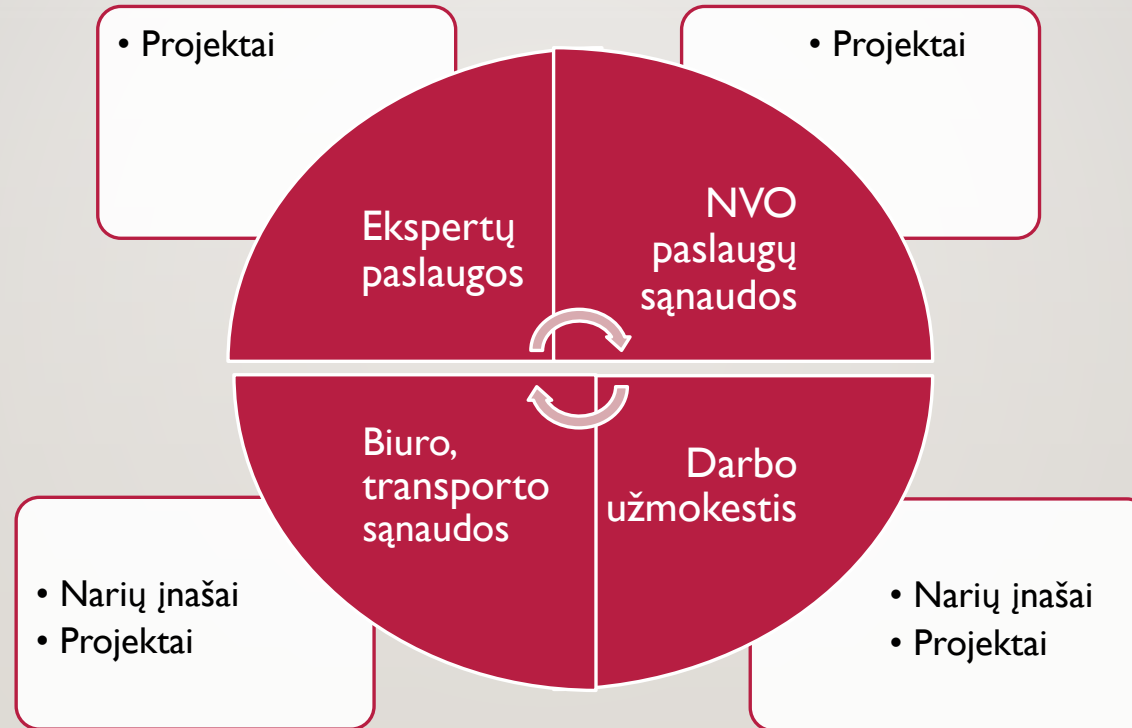 • Projektai
• Projektai
Ekspertų
paslaugos
NVO
paslaugų
sąnaudos
Biuro,
transporto
sąnaudos
Darbo
užmokestis
• Narių įnašai
• Projektai
• Narių įnašai
• Projektai